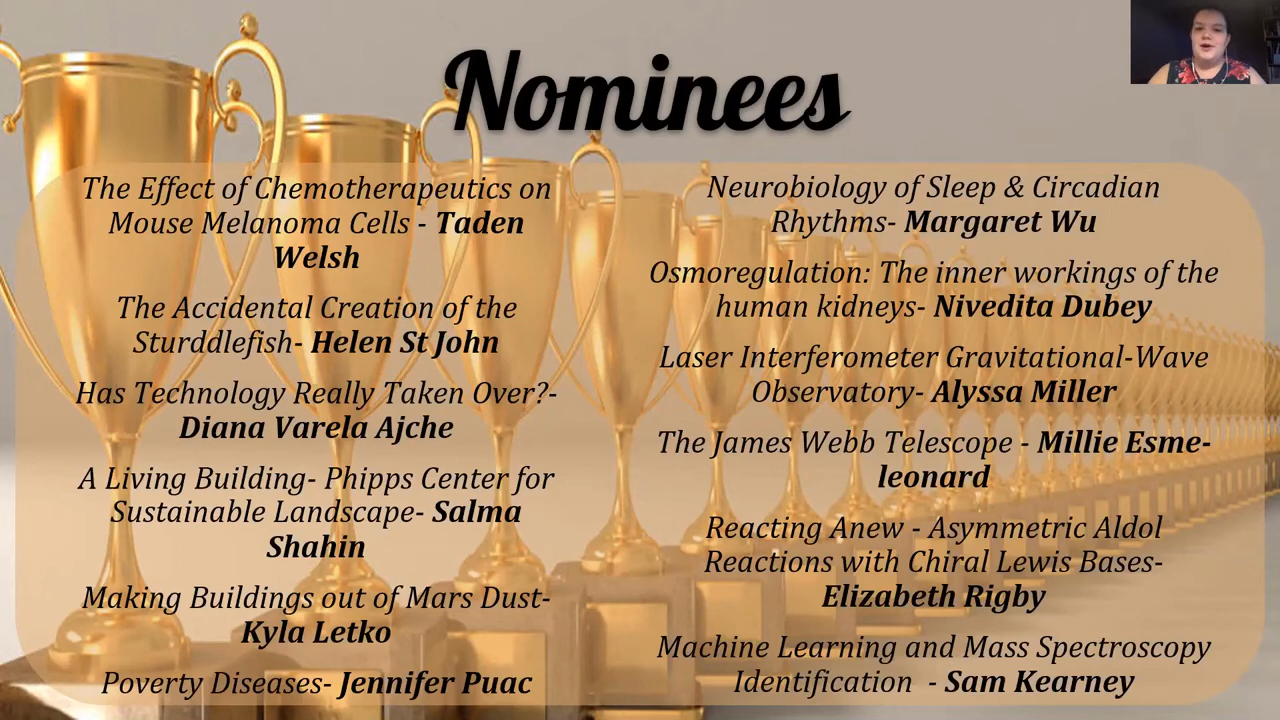 Nominees
The Effect of Chemotherapeutics on
Mouse Melanoma Cells - Taden
Welsh
The Accidental Creation of the
Sturddlefish- Helen St John
Has Technology Really Taken Over?-
Diana Varela Ajche
A Living Building- Phipps Center for
Sustainable Landscape- Salma
Shahin
Making Buildings out of Mars Dust-
Kyla Letko
Poverty Diseases- Jennifer Puac
Neurobiology of Sleep & Circadian
Rhythms- Margaret Wu
Osmoregulation: The inner workings of the
human kidneys- Nivedita Dubey
Laser Interferometer Gravitational-Wave
Observatory- Alyssa Miller
The James Webb Telescope - Millie Esme-
leonard
Reacting Anew - Asymmetric Aldol
Reactions with Chiral Lewis Bases-
Elizabeth Rigby
Machine Learning and Mass Spectroscopy
Identification - Sam Kearney